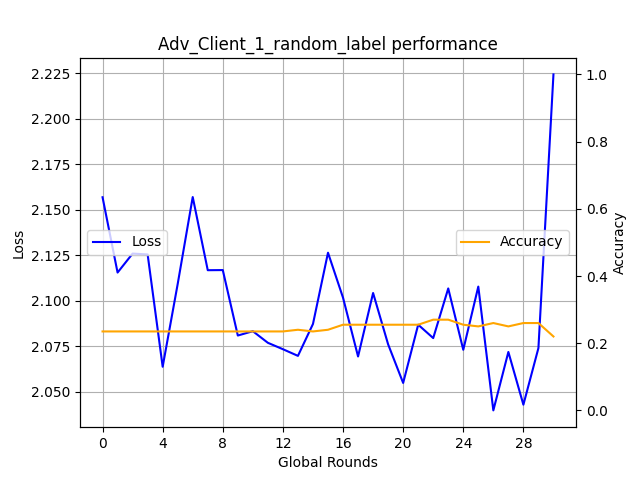 Adv_Client_1_random_label performance
2.225
2.200
2.175
2.150
2.125
2.100
2.075
2.050
Loss
Loss
Accuracy
1.0
0.8
0.6
0.4
0.2
0.0
Accuracy
0 4 8 12 16 20 24 28
Global Rounds